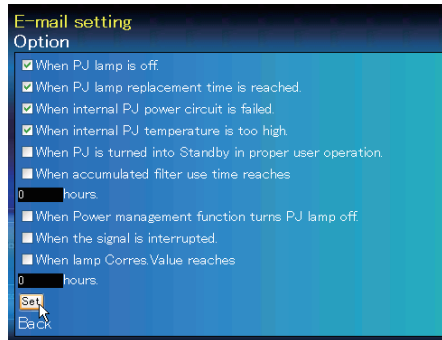 E-mail setting
Option
When PJ lamp is off.
When PJ lamp replacement time is reached.
When internal PJ power circuit is failed.
When internal PJ temperature is too high.
When PJ is turned into Standby in proper user operation.
When accumulated filter use time reaches
0 hours.
When Power management function turns PJ lamp off.
When the signal is interrupted.
When lamp Corres.Value reaches
0 hours.
Set
Back